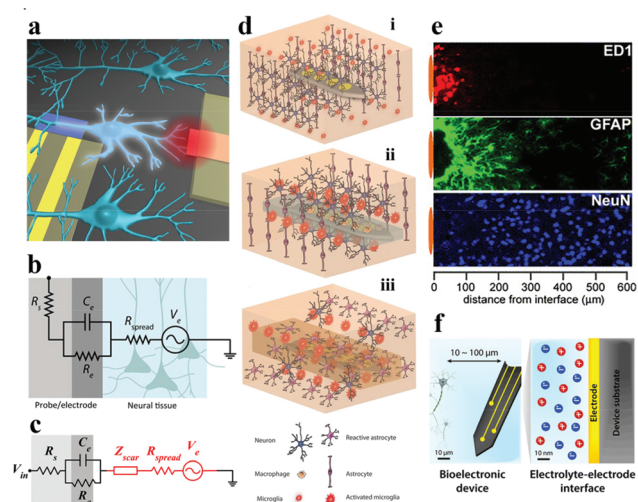 a
b
R_s
C_e
R_e
R_spread
V_e
Probe/electrode
Neural tissue
c
V_in
R_s
C_e
R_e
Z_scar
R_spread
V_e
d
i
ii
iii
Neuron
Reactive astrocyte
Macrophage
Astrocyte
Microglia
Activated microglia
e
ED1
GFAP
NeuN
0 100 200 300 400 500 600
distance from interface (µm)
f
10 ~ 100 µm
10 µm
Bioelectronic
device
10 nm
Electrode
Device substrate
Electrolyte-electrode
interface